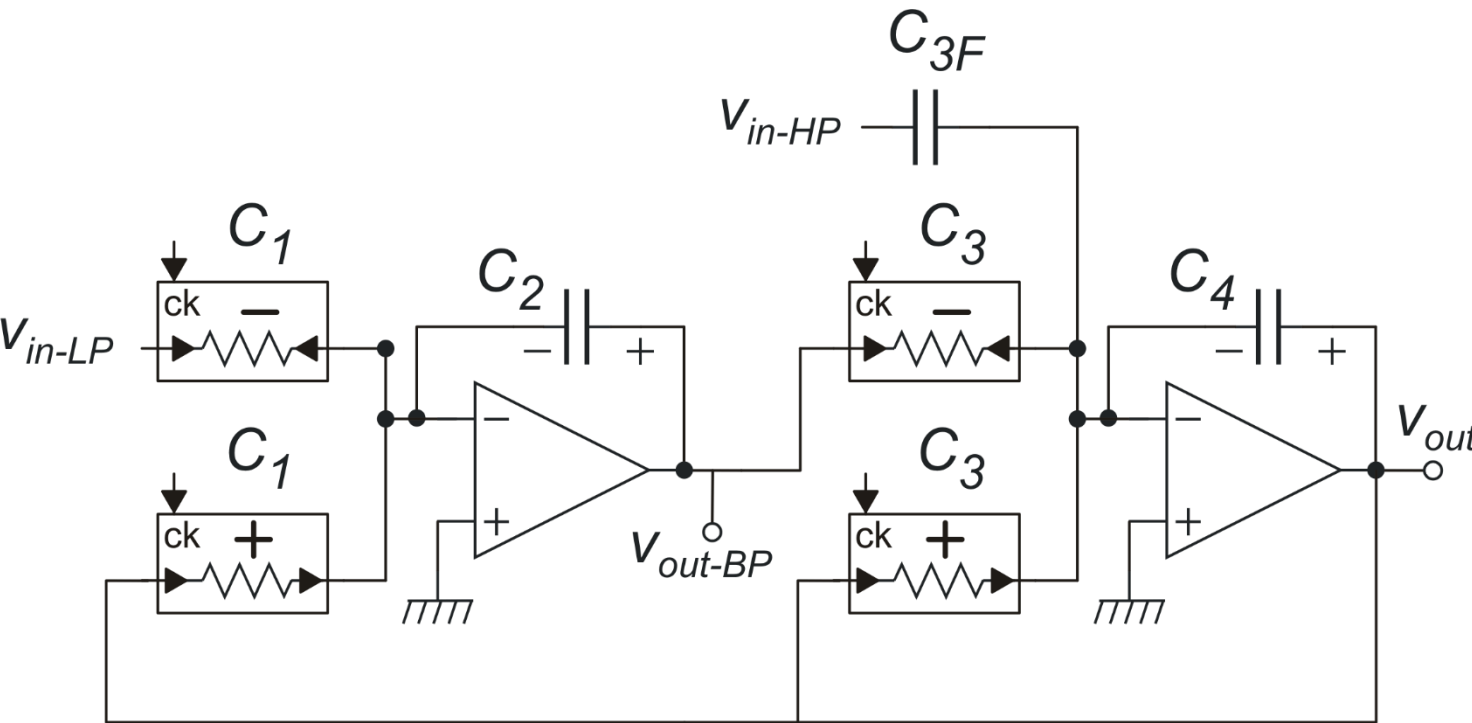 C3F
vin-HP
C1
C2
C3
C4
ck −
ck −
vin-LP
− +
− +
−
−
vout
C1
C3
ck +
ck +
+
+
vout-BP